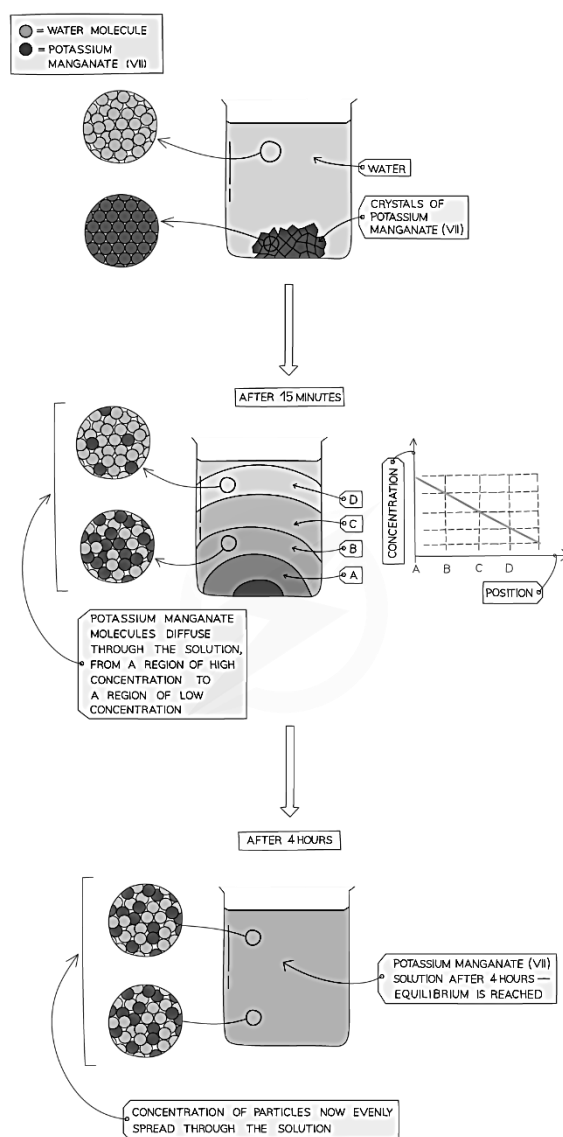 = WATER MOLECULE
= POTASSIUM
MANGANATE (VII)
WATER
CRYSTALS OF
POTASSIUM
MANGANATE (VII)
AFTER 15 MINUTES
D
C
B
A
CONCENTRATION
A B C D
POSITION
POTASSIUM MANGANATE
MOLECULES DIFFUSE
THROUGH THE SOLUTION,
FROM A REGION OF HIGH
CONCENTRATION TO
A REGION OF LOW
CONCENTRATION
AFTER 4 HOURS
POTASSIUM MANGANATE (VII)
SOLUTION AFTER 4 HOURS —
EQUILIBRIUM IS REACHED
CONCENTRATION OF PARTICLES NOW EVENLY
SPREAD THROUGH THE SOLUTION